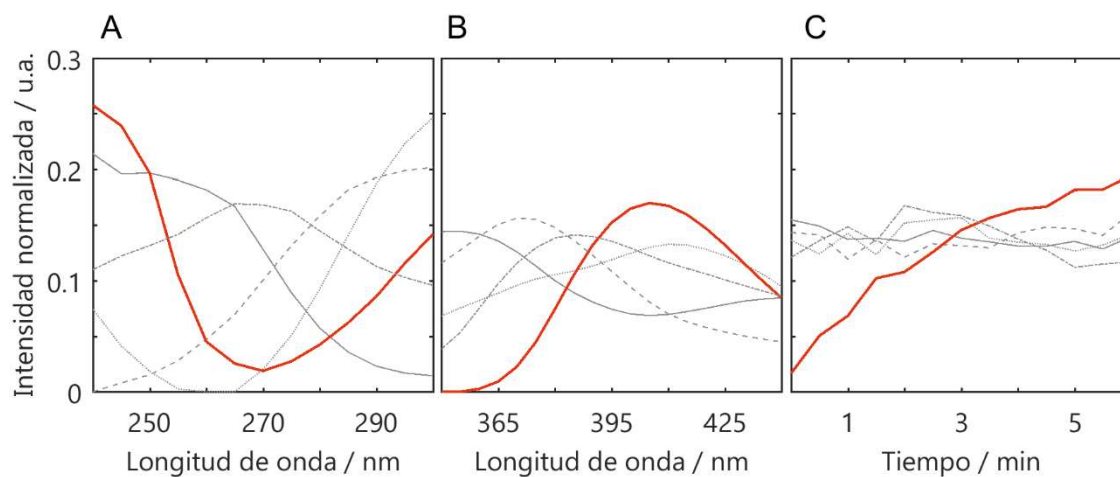 A
B
C
Intensidad normalizada / u.a.
0.3
0.2
0.1
0
250 270 290
365 395 425
1 3 5
Longitud de onda / nm
Longitud de onda / nm
Tiempo / min